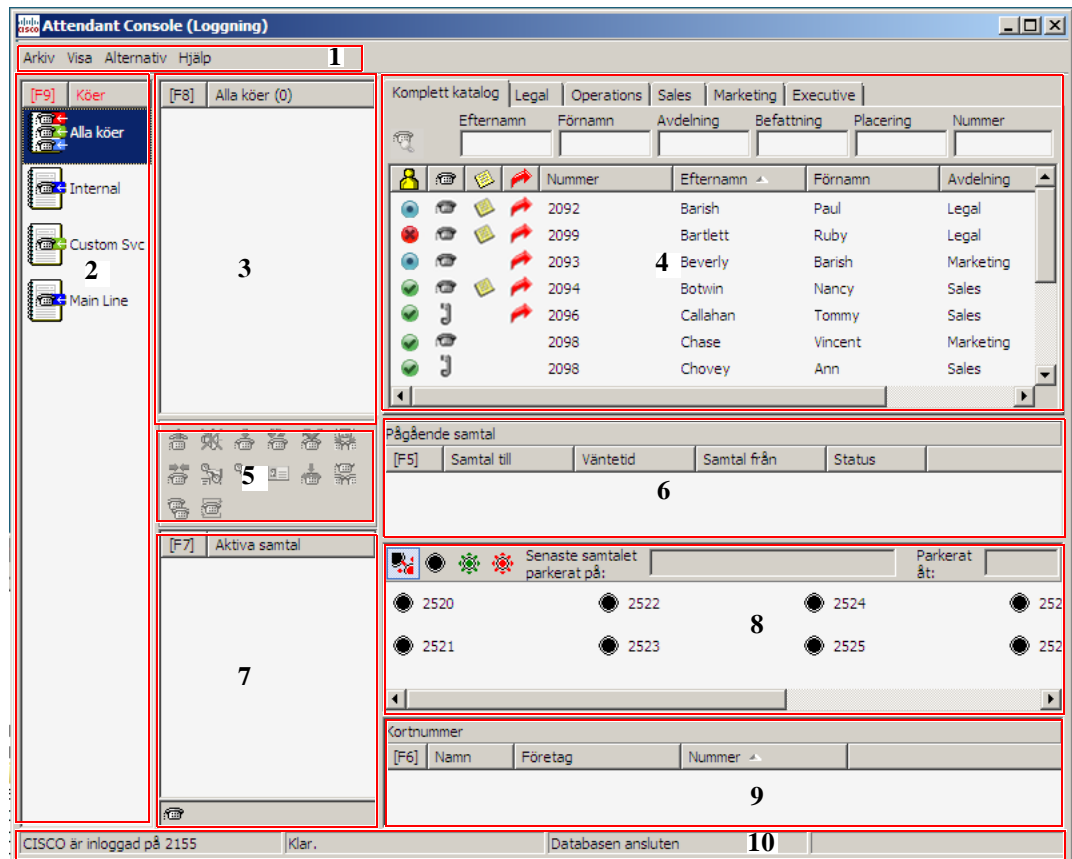 cisco Attendant Console (Loggning)
Arkiv Visa Alternativ Hjälp 1
[F9] Köer
Alla köer
Internal
Custom Svc
2
Main Line
[F8] Alla köer (0)
3
Komplett katalog Legal Operations Sales Marketing Executive
Efternamn Förnamn Avdelning Befattning Placering Nummer
Nummer Efternamn Förnamn Avdelning
2092 Barish Paul Legal
2099 Bartlett Ruby Legal
2093 4 Beverly Barish Marketing
2094 Botwin Nancy Sales
2096 Callahan Tommy Sales
2098 Chase Vincent Marketing
2098 Chovey Ann Sales
5
Pågående samtal
[F5] Samtal till Väntetid Samtal från Status
6
[F7] Aktiva samtal
7
Senaste samtalet parkerat på: Parkerat åt:
2520 2522 2524 252
8
2521 2523 2525 252
Kortnummer
[F6] Namn Företag Nummer
9
CISCO är inloggad på 2155 Klar. Databasen ansluten 10